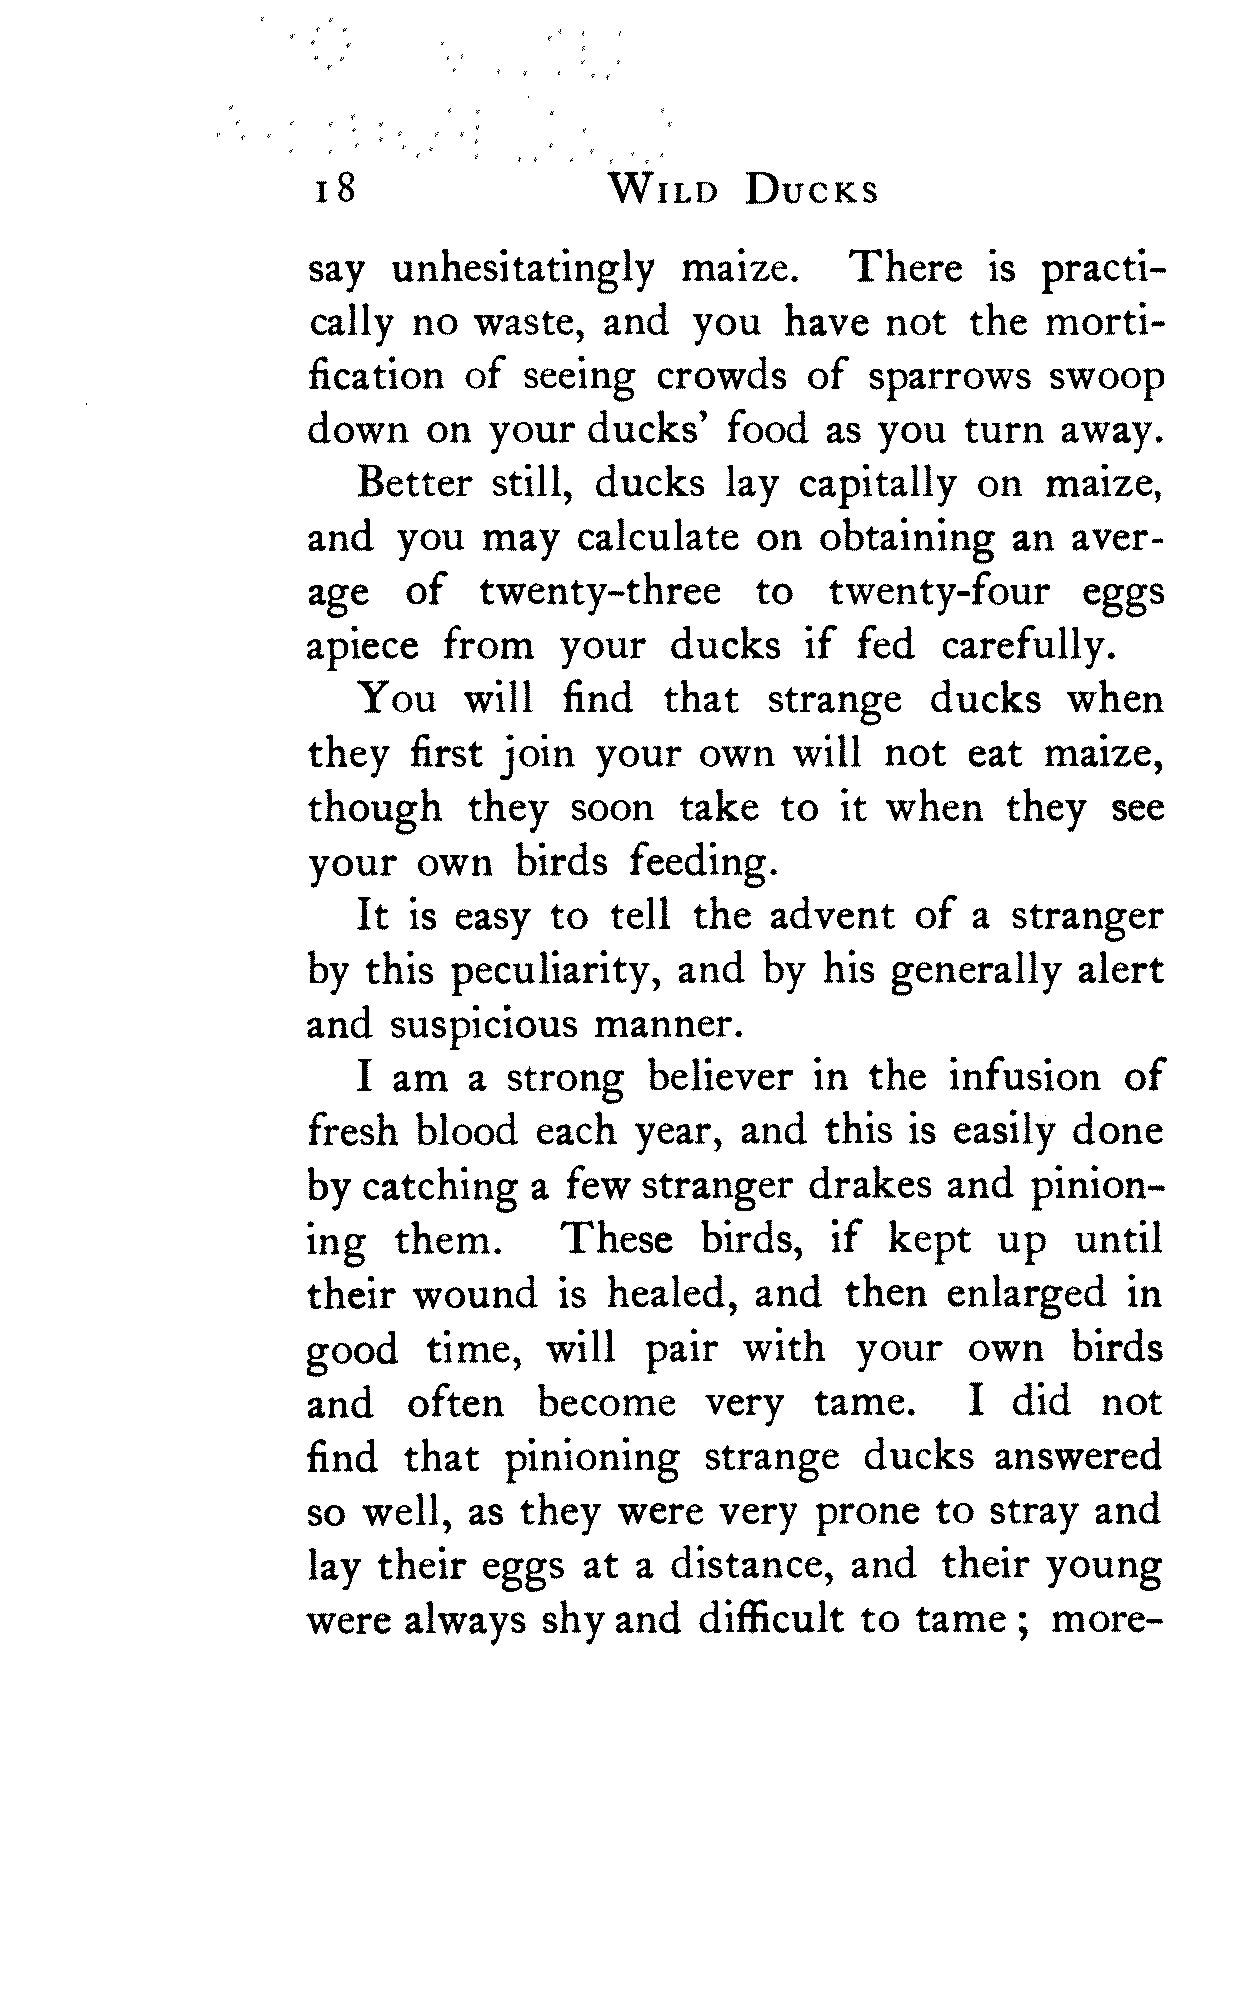 18 Wild Ducks
say unhesitatingly maize. There is practi-
cally no waste, and you have not the morti-
fication of seeing crowds of sparrows swoop
down on your ducks' food as you turn away.
Better still, ducks lay capitally on maize,
and you may calculate on obtaining an aver-
age of twenty-three to twenty-four eggs
apiece from your ducks if fed carefully.
You will find that strange ducks when
they first join your own will not eat maize,
though they soon take to it when they see
your own birds feeding.
It is easy to tell the advent of a stranger
by this peculiarity, and by his generally alert
and suspicious manner.
I am a strong believer in the infusion of
fresh blood each year, and this is easily done
by catching a few stranger drakes and pinion-
ing them. These birds, if kept up until
their wound is healed, and then enlarged in
good time, will pair with your own birds
and often become very tame. I did not
find that pinioning strange ducks answered
so well, as they were very prone to stray and
lay their eggs at a distance, and their young
were always shy and difficult to tame ; more-